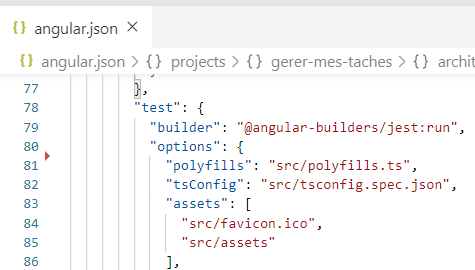 {} angular.json ×
{} angular.json > {} projects > {} gerer-mes-taches > {} archit
77 },
78 "test": {
79 "builder": "@angular-builders/jest:run",
80 "options": {
81 "polyfills": "src/polyfills.ts",
82 "tsConfig": "src/tsconfig.spec.json",
83 "assets": [
84 "src/favicon.ico",
85 "src/assets"
86 ],